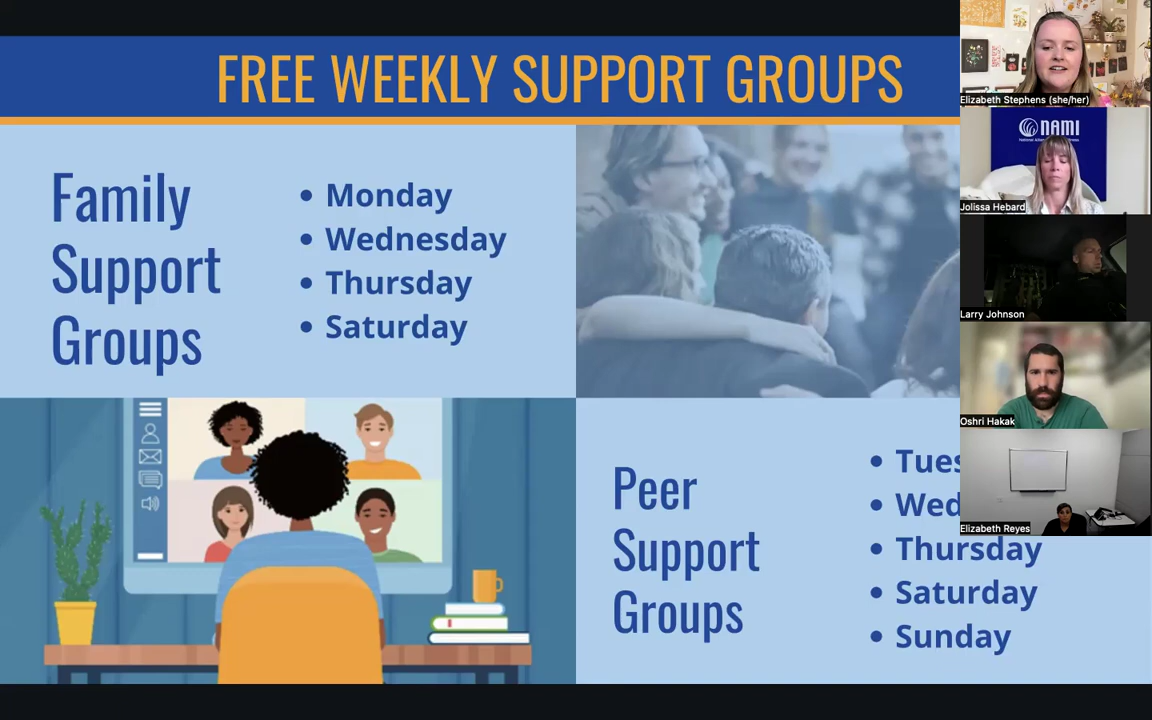 FREE WEEKLY SUPPORT GROUPS
Family
Support
Groups
• Monday
• Wednesday
• Thursday
• Saturday
Peer
Support
Groups
• Tues
• Wed
• Thursday
• Saturday
• Sunday
Elizabeth Stephens (she/her)
NAMI
Jolissa Hebard
Larry Johnson
Oshri Hakak
Elizabeth Reyes